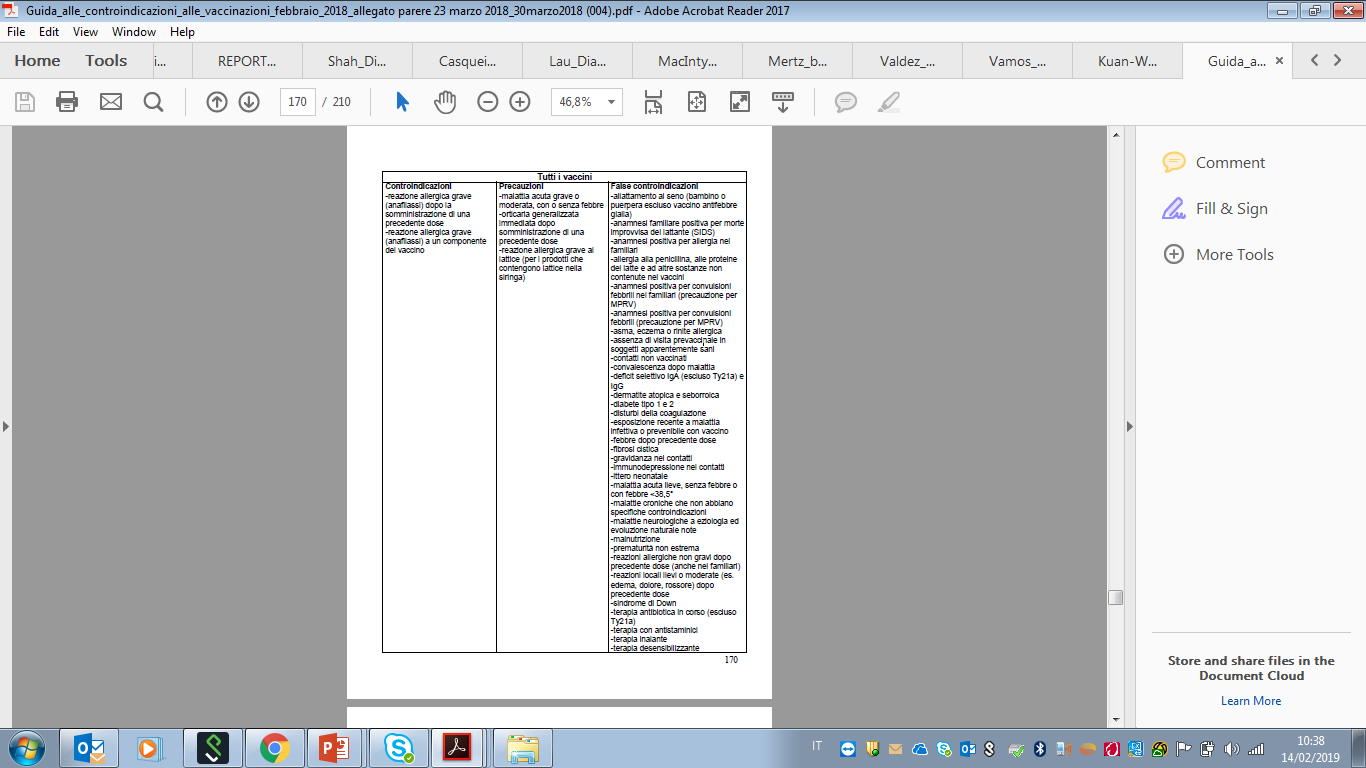 Guida_alle_controindicazioni_alle_vaccinazioni_febbraio_2018_allegato parere 23 marzo 2018_30marzo2018 (004).pdf - Adobe Acrobat Reader 2017
File Edit View Window Help
Home Tools i... REPORT... Shah_Di... Casquei... Lau_Dia... MacInty... Mertz_b... Valdez_... Vamos_... Kuan-W... Guida_a... ×
170 / 210 46,8%
Tutti i vaccini
Controindicazioni
-reazione allergica grave
(anafilassi) dopo la
somministrazione di una
precedente dose
-reazione allergica grave
(anafilassi) a un componente
del vaccino
Precauzioni
-malattia acuta grave o
moderata, con o senza febbre
-orticaria generalizzata
immediata dopo
somministrazione di una
precedente dose
-reazione allergica grave al
lattice (per i prodotti che
contengono lattice nella
siringa)
False controindicazioni
-allattamento al seno (bambino o
puerpera escluso vaccino antifebbre
gialla)
-anamnesi familiare positiva per morte
improvvisa del lattante (SIDS)
-anamnesi positiva per allergia nei
familiari
-allergia alla penicillina, alle proteine
del latte e ad altre sostanze non
contenute nei vaccini
-anamnesi positiva per convulsioni
febbrili nei familiari (precauzione per
MPRV)
-anamnesi positiva per convulsioni
febbrili (precauzione per MPRV)
-asma, eczema o rinite allergica
-assenza di visita prevaccinale in
soggetti apparentemente sani
-contatti non vaccinati
-convalescenza dopo malattia
-deficit selettivo IgA (escluso Ty21a) e
IgG
-dermatite atopica e seborroica
-diabete tipo 1 e 2
-disturbi della coagulazione
-esposizione recente a malattia
infettiva o prevenibile con vaccino
-febbre dopo precedente dose
-fibrosi cistica
-gravidanza nei contatti
-immunodepressione nei contatti
-ittero neonatale
-malattia acuta lieve, senza febbre o
con febbre <38,5°
-malattie croniche che non abbiano
specifiche controindicazioni
-malattie neurologiche a eziologia ed
evoluzione naturale note
-malnutrizione
-prematurità non estrema
-reazioni allergiche non gravi dopo
precedente dose (anche nei familiari)
-reazioni locali lievi o moderate (es.
edema, dolore, rossore) dopo
precedente dose
-sindrome di Down
-terapia antibiotica in corso (escluso
Ty21a)
-terapia con antistaminici
-terapia inalante
-terapia desensibilizzante
170
Comment
Fill & Sign
More Tools
Store and share files in the
Document Cloud
Learn More
IT
10:38
14/02/2019